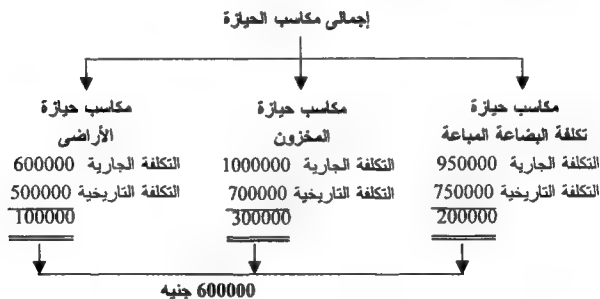 إجمالى مكاسب الحيازة
مكاسب حيازة
تكلفة البضاعة المباعة
التكلفة الجارية 950000
التكلفة التاريخية 750000
200000
مكاسب حيازة
المخزون
التكلفة الجارية 1000000
التكلفة التاريخية 700000
300000
مكاسب حيازة
الأراضى
التكلفة الجارية 600000
التكلفة التاريخية 500000
100000
600000 جنيه